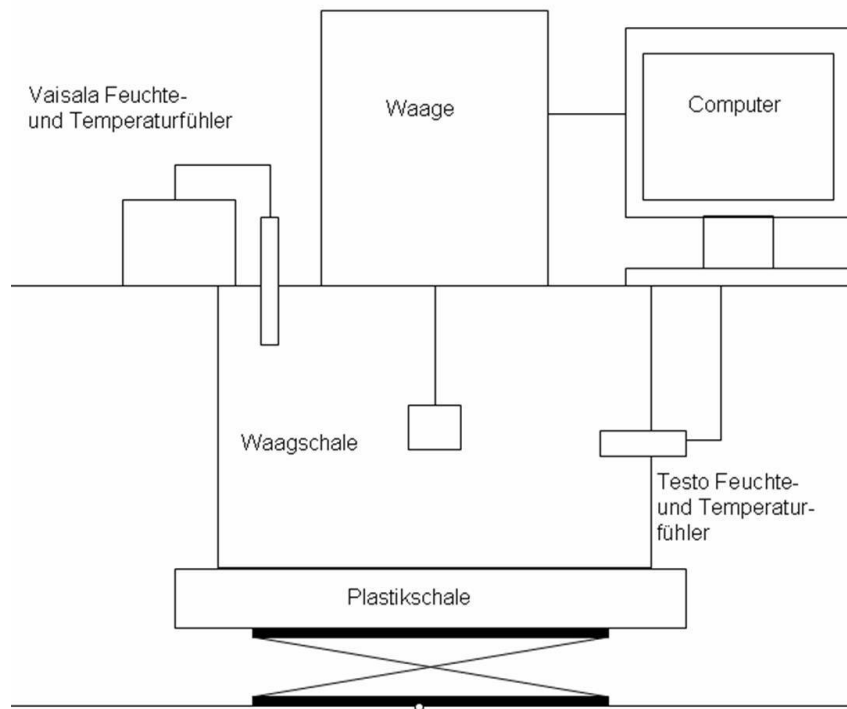 Vaisala Feuchte-
und Temperaturfühler
Waage
Computer
Waagschale
Testo Feuchte-
und Temperatur-
fühler
Plastikschale